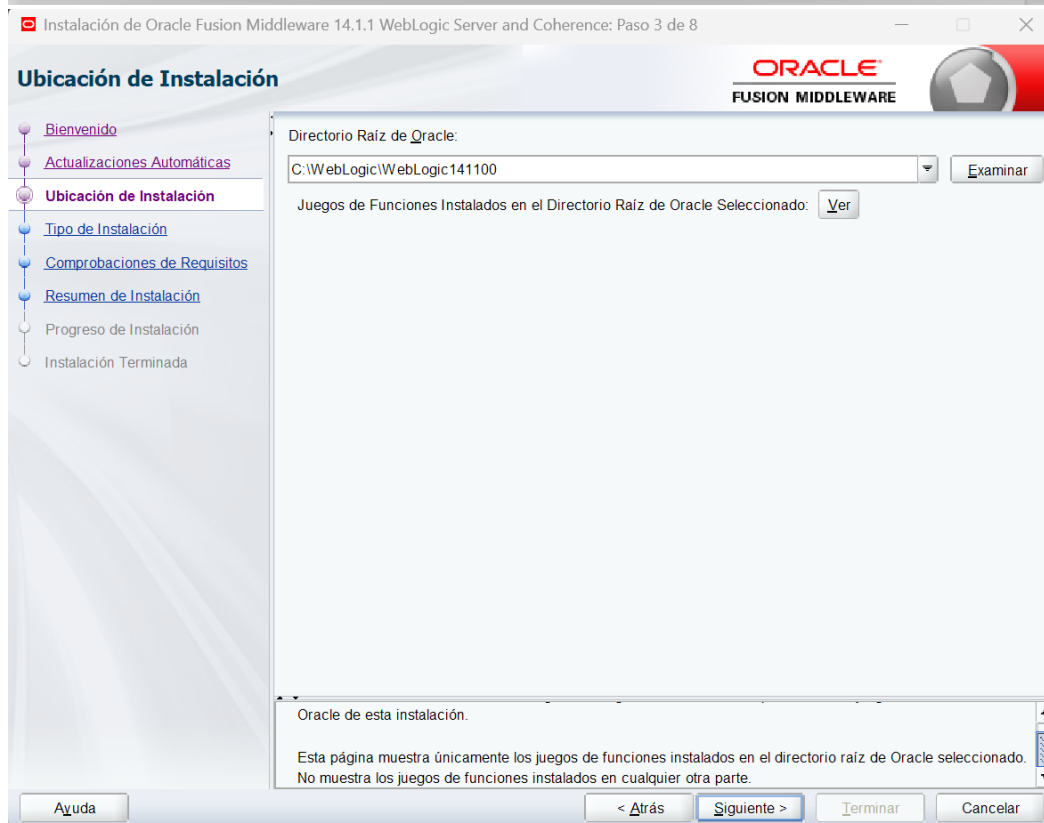 Instalación de Oracle Fusion Middleware 14.1.1 WebLogic Server and Coherence: Paso 3 de 8
Ubicación de Instalación
ORACLE
FUSION MIDDLEWARE
Bienvenido
Actualizaciones Automáticas
Ubicación de Instalación
Tipo de Instalación
Comprobaciones de Requisitos
Resumen de Instalación
Progreso de Instalación
Instalación Terminada
Directorio Raíz de Oracle:
C:\WebLogic\WebLogic141100
Examinar
Juegos de Funciones Instalados en el Directorio Raíz de Oracle Seleccionado: Ver
Oracle de esta instalación.
Esta página muestra únicamente los juegos de funciones instalados en el directorio raíz de Oracle seleccionado.
No muestra los juegos de funciones instalados en cualquier otra parte.
Ayuda
< Atrás
Siguiente >
Terminar
Cancelar